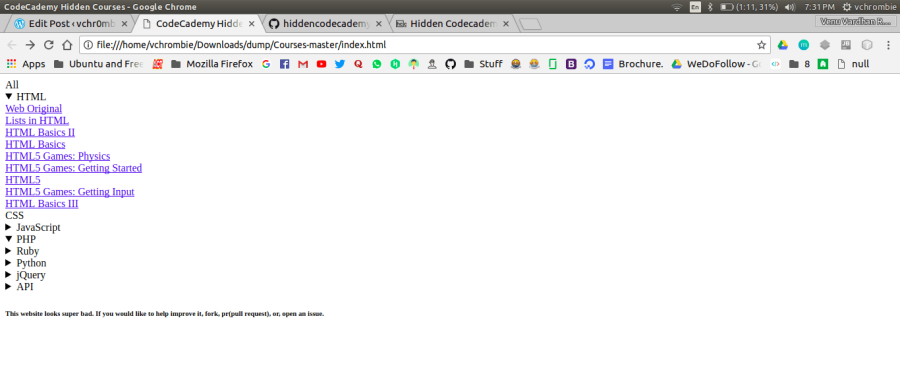 CodeCademy Hidden Courses - Google Chrome
En
(1:11, 31%)
7:31 PM
vchrombie
Edit Post ‹ vchr0mb
CodeCademy Hidd
hiddencodecademy
Hidden Codecadem
Venu Vardhan R...
file:///home/vchrombie/Downloads/dump/Courses-master/index.html
Apps
Ubuntu and Fre
Mozilla Firefox
Stuff
Brochure.
WeDoFollow - G
8
null
All
HTML
Web Original
Lists in HTML
HTML Basics II
HTML Basics
HTML5 Games: Physics
HTML5 Games: Getting Started
HTML5
HTML5 Games: Getting Input
HTML Basics III
CSS
JavaScript
PHP
Ruby
Python
jQuery
API
This website looks super bad. If you would like to help improve it, fork, pr(pull request), or, open an issue.